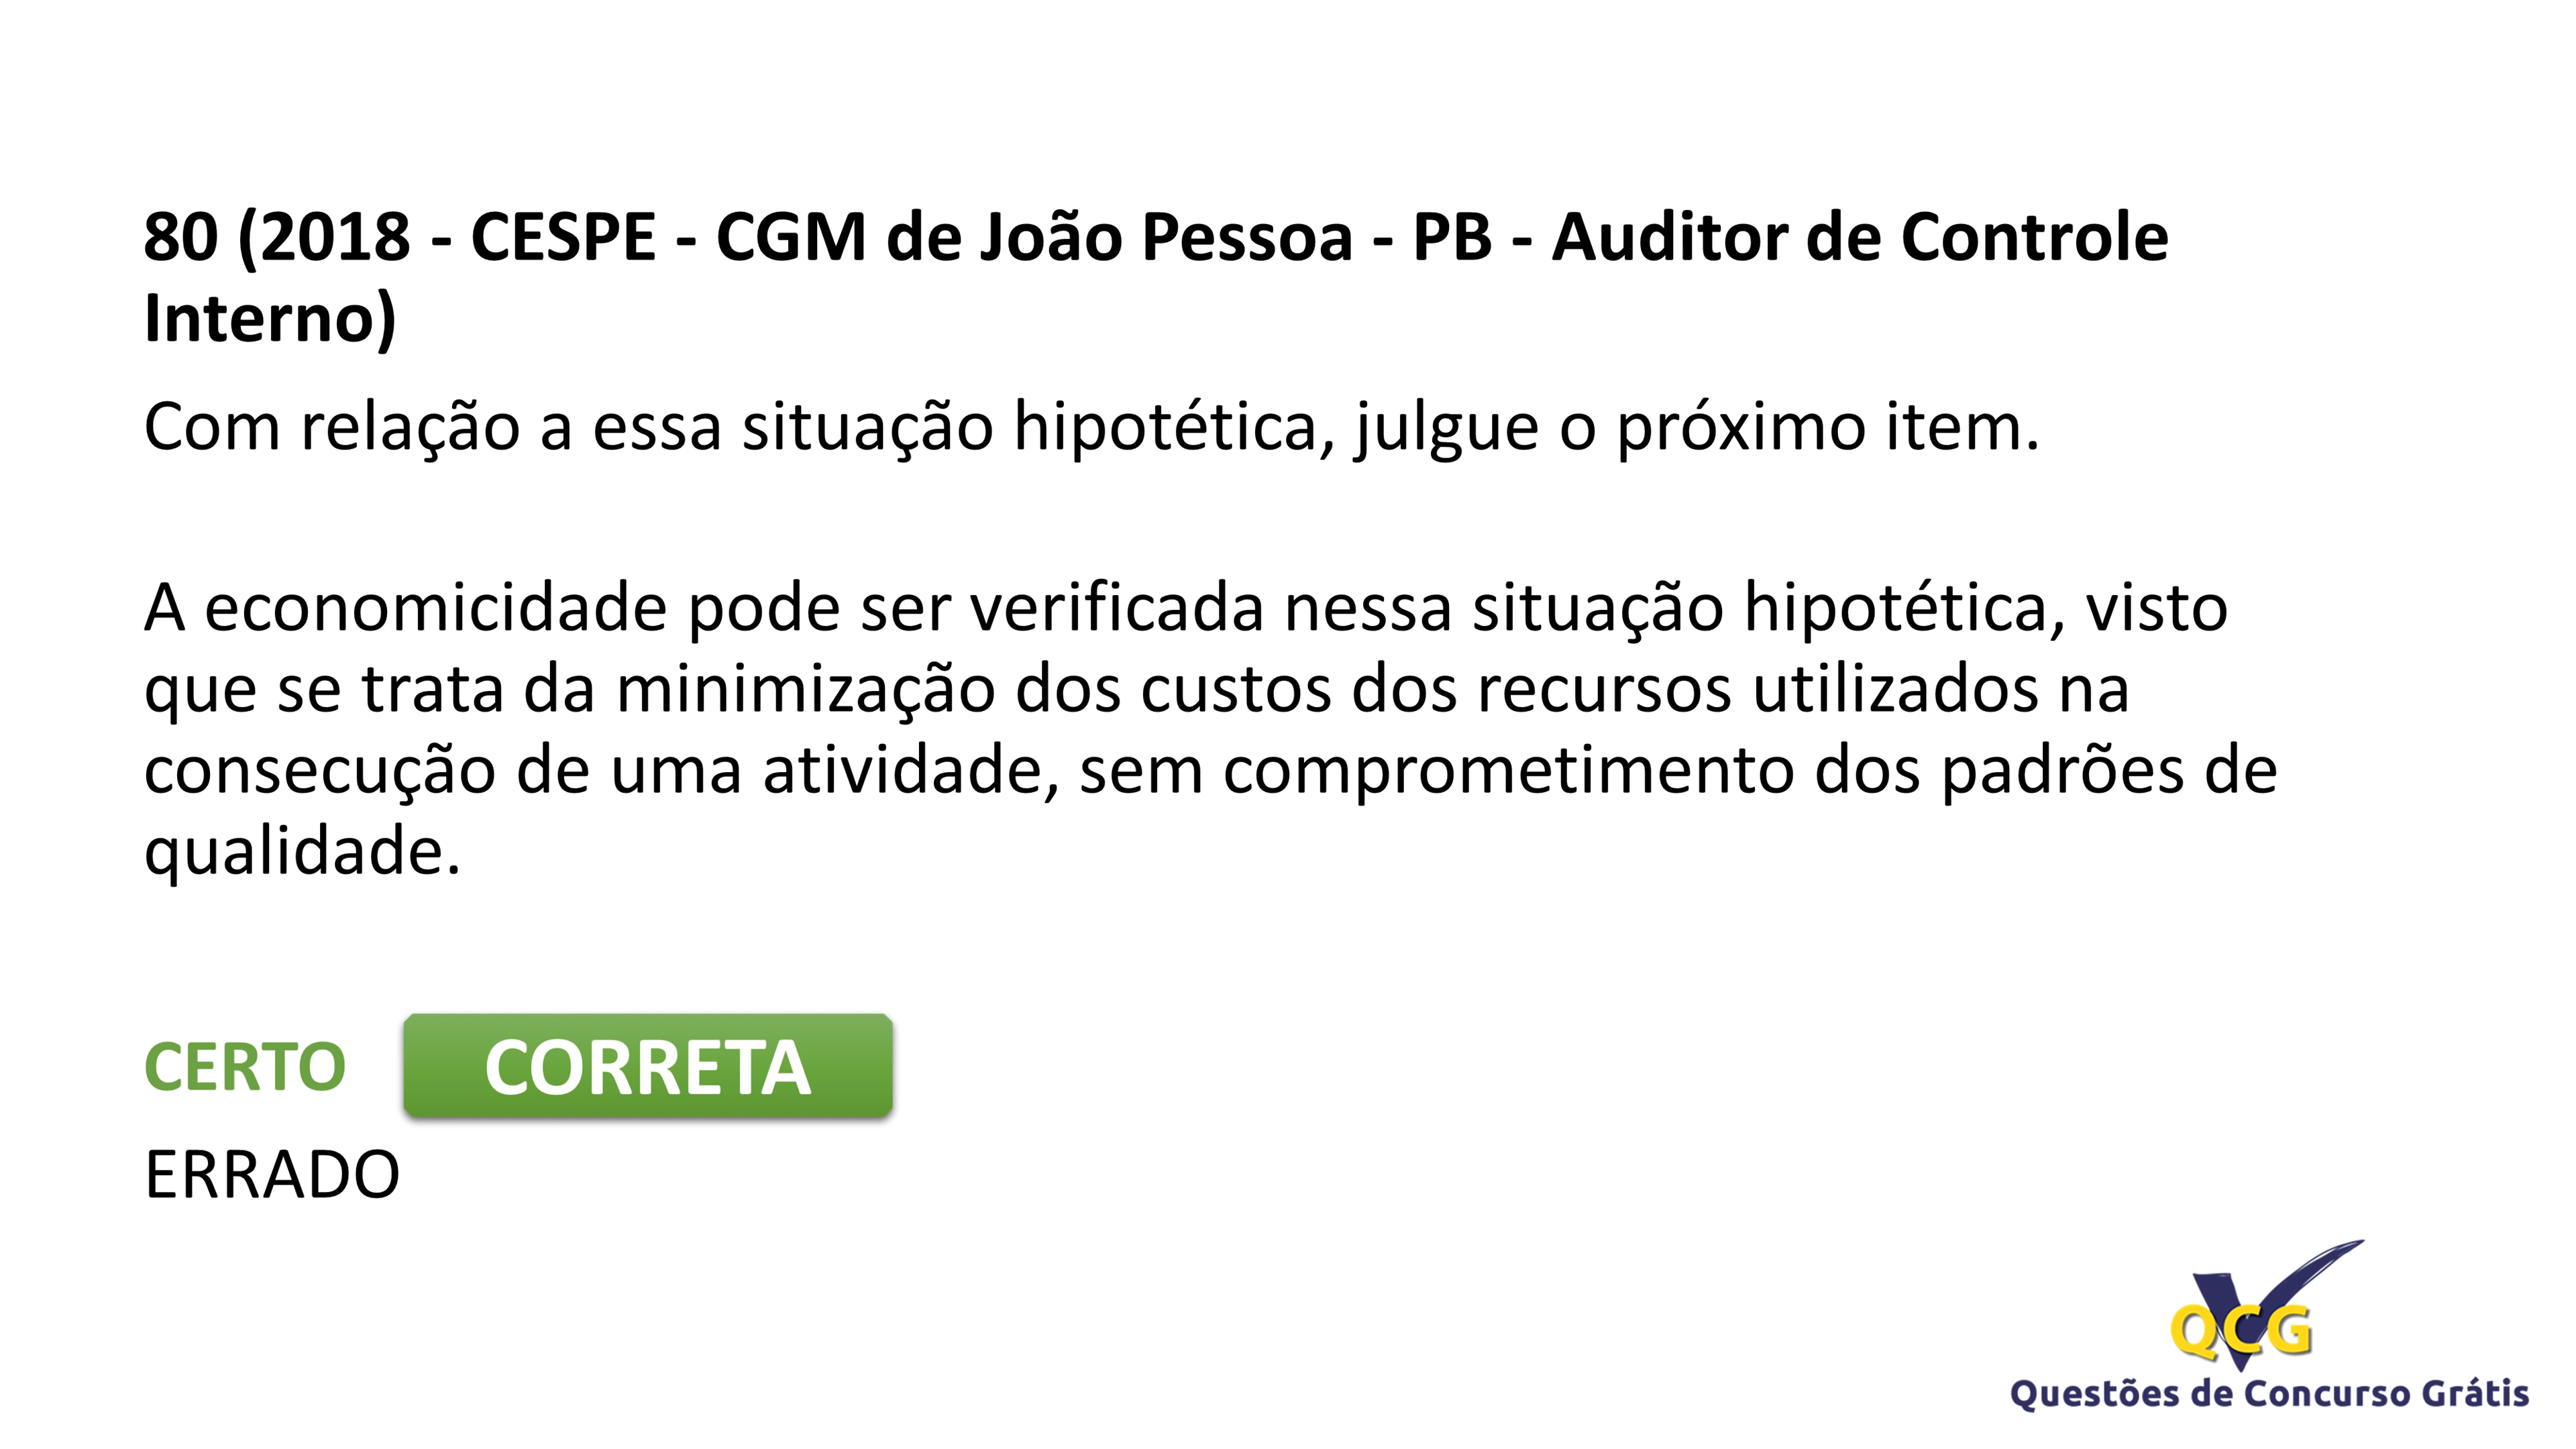 80 (2018 - CESPE - CGM de João Pessoa - PB - Auditor de Controle
Interno)
Com relação a essa situação hipotética, julgue o próximo item.
A economicidade pode ser verificada nessa situação hipotética, visto
que se trata da minimização dos custos dos recursos utilizados na
consecução de uma atividade, sem comprometimento dos padrões de
qualidade.
CERTO CORRETA
ERRADO
QCG
Questões de Concurso Grátis